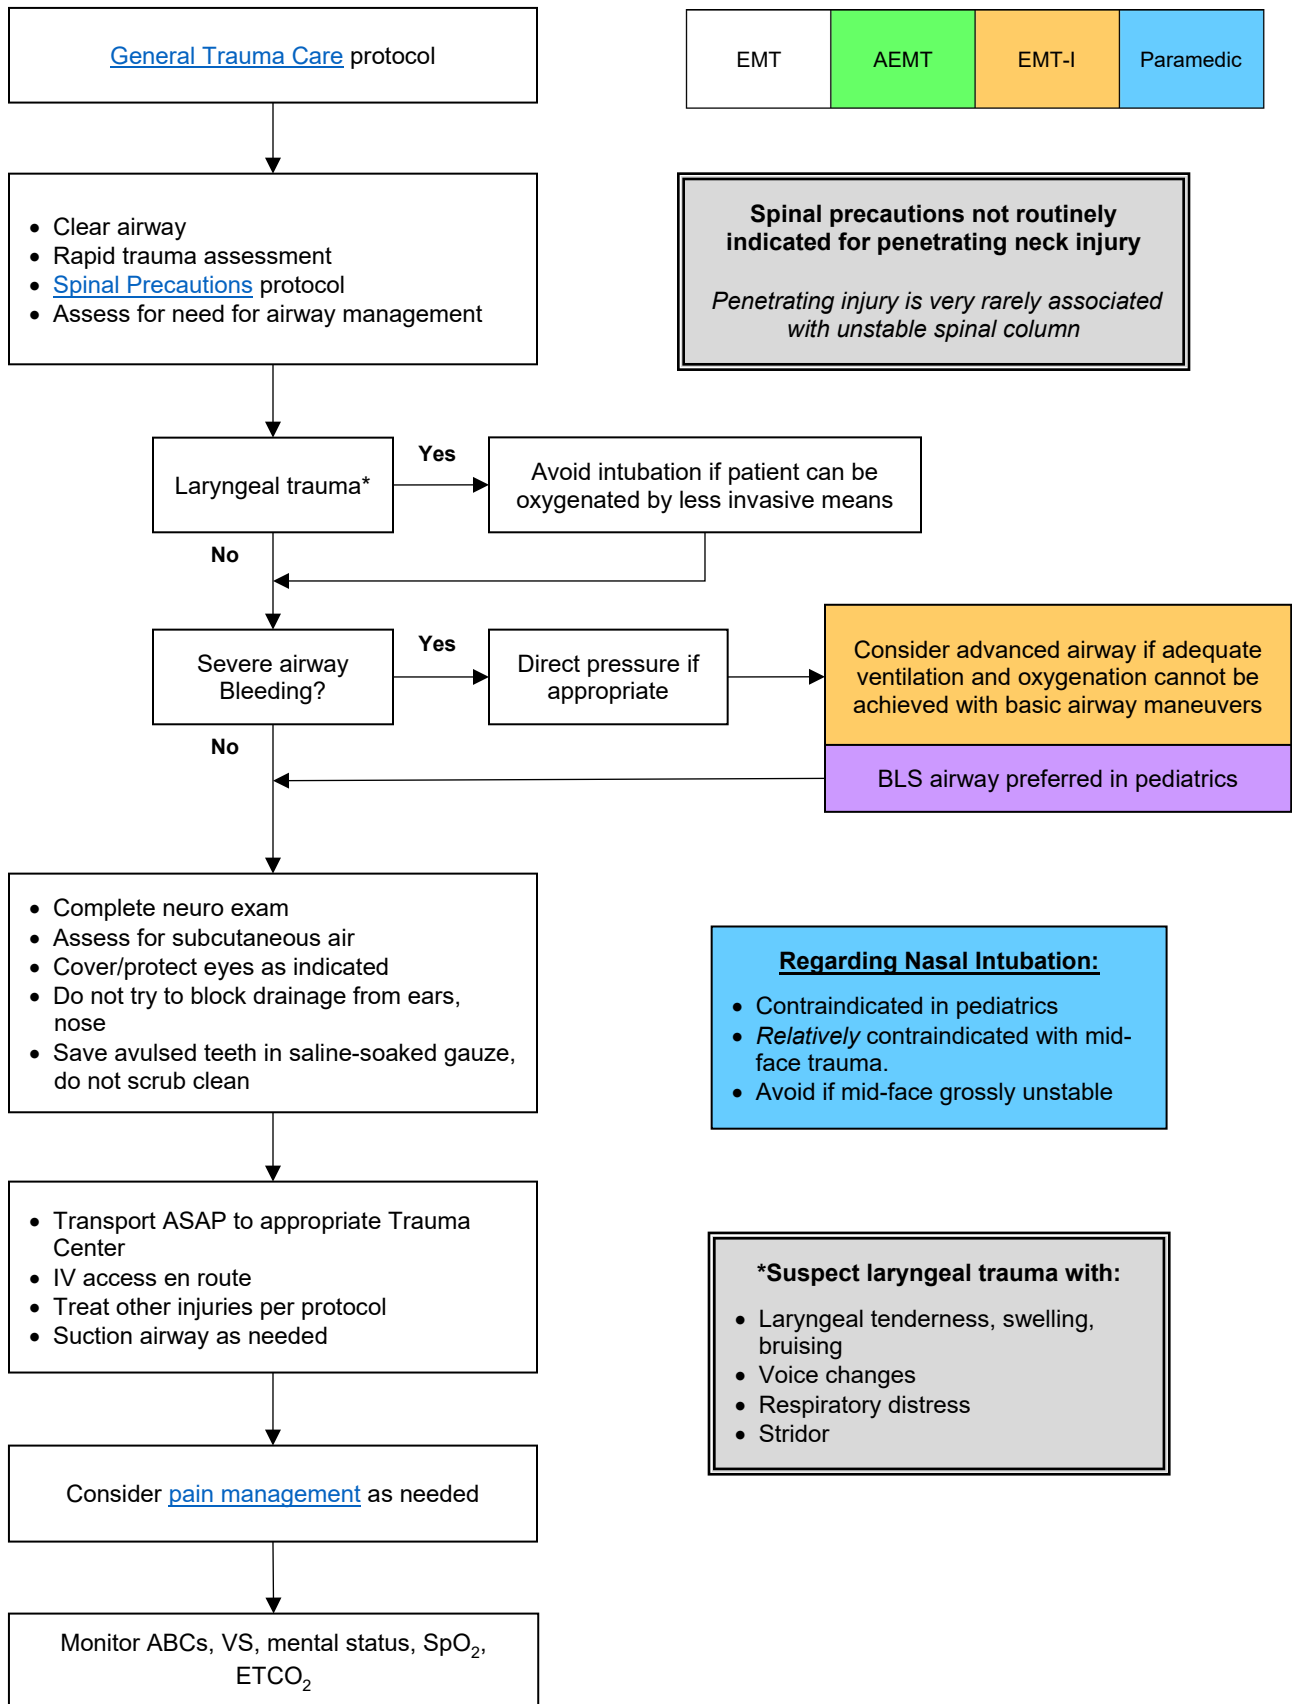 General Trauma Care protocol
EMT
AEMT
EMT-I
Paramedic
• Clear airway
• Rapid trauma assessment
• Spinal Precautions protocol
• Assess for need for airway management
Spinal precautions not routinely
indicated for penetrating neck injury
Penetrating injury is very rarely associated
with unstable spinal column
Laryngeal trauma*
Yes
Avoid intubation if patient can be
oxygenated by less invasive means
No
Severe airway
Bleeding?
Yes
Direct pressure if
appropriate
Consider advanced airway if adequate
ventilation and oxygenation cannot be
achieved with basic airway maneuvers
No
BLS airway preferred in pediatrics
• Complete neuro exam
• Assess for subcutaneous air
• Cover/protect eyes as indicated
• Do not try to block drainage from ears,
nose
• Save avulsed teeth in saline-soaked gauze,
do not scrub clean
Regarding Nasal Intubation:
• Contraindicated in pediatrics
• Relatively contraindicated with mid-
face trauma.
• Avoid if mid-face grossly unstable
• Transport ASAP to appropriate Trauma
Center
• IV access en route
• Treat other injuries per protocol
• Suction airway as needed
*Suspect laryngeal trauma with:
• Laryngeal tenderness, swelling,
bruising
• Voice changes
• Respiratory distress
• Stridor
Consider pain management as needed
Monitor ABCs, VS, mental status, SpO₂,
ETCO₂